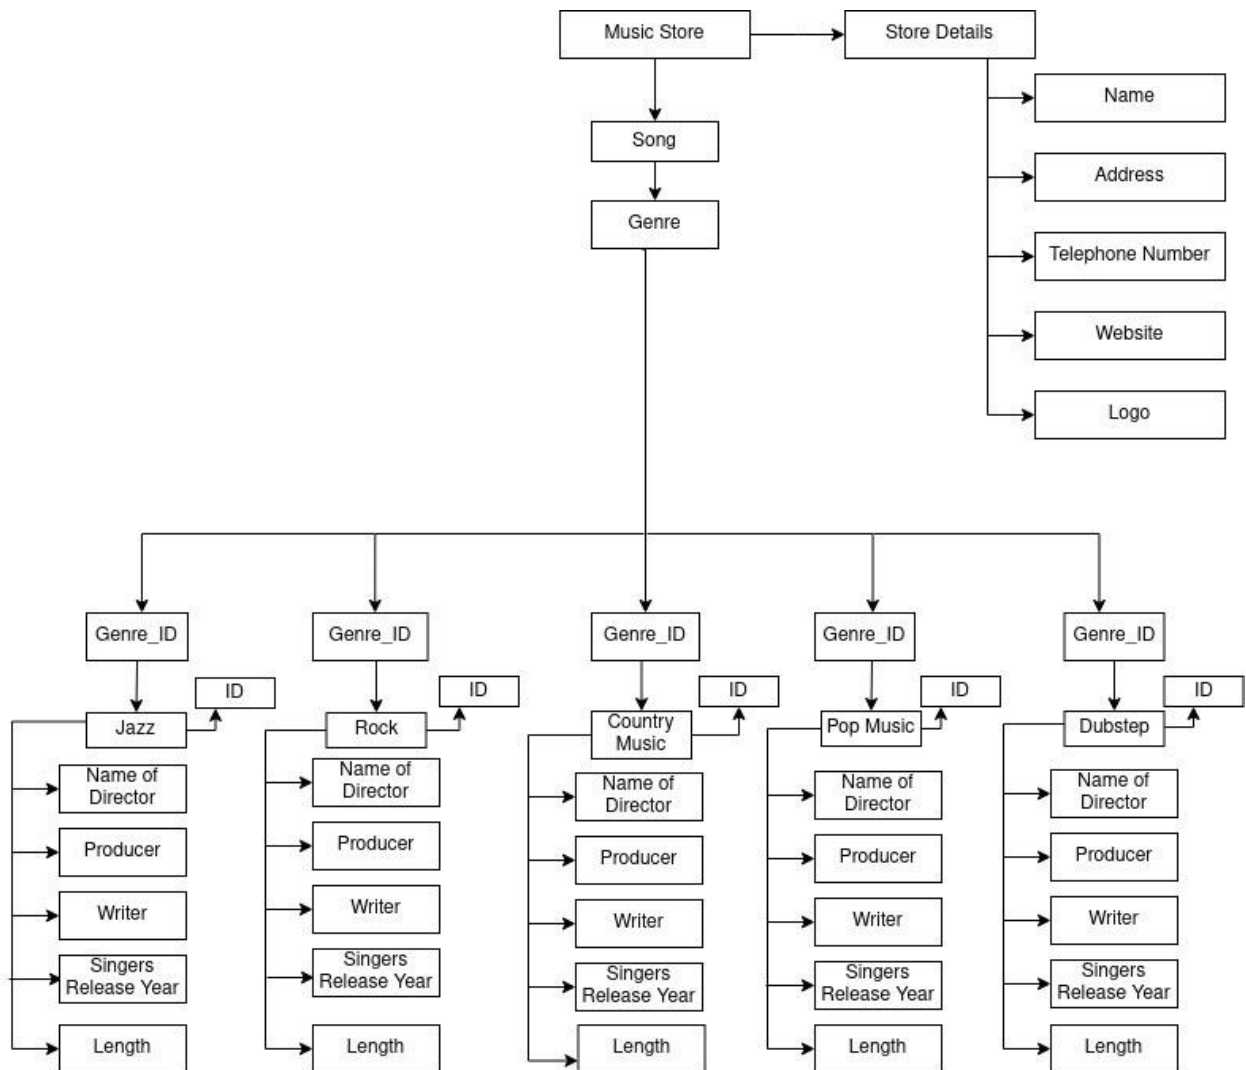 Music Store
Store Details
Name
Song
Address
Genre
Telephone Number
Website
Logo
Genre_ID
Genre_ID
Genre_ID
Genre_ID
Genre_ID
ID
ID
ID
ID
ID
Jazz
Rock
Country
Music
Pop Music
Dubstep
Name of
Director
Name of
Director
Name of
Director
Name of
Director
Name of
Director
Producer
Producer
Producer
Producer
Producer
Writer
Writer
Writer
Writer
Writer
Singers
Release Year
Singers
Release Year
Singers
Release Year
Singers
Release Year
Singers
Release Year
Length
Length
Length
Length
Length